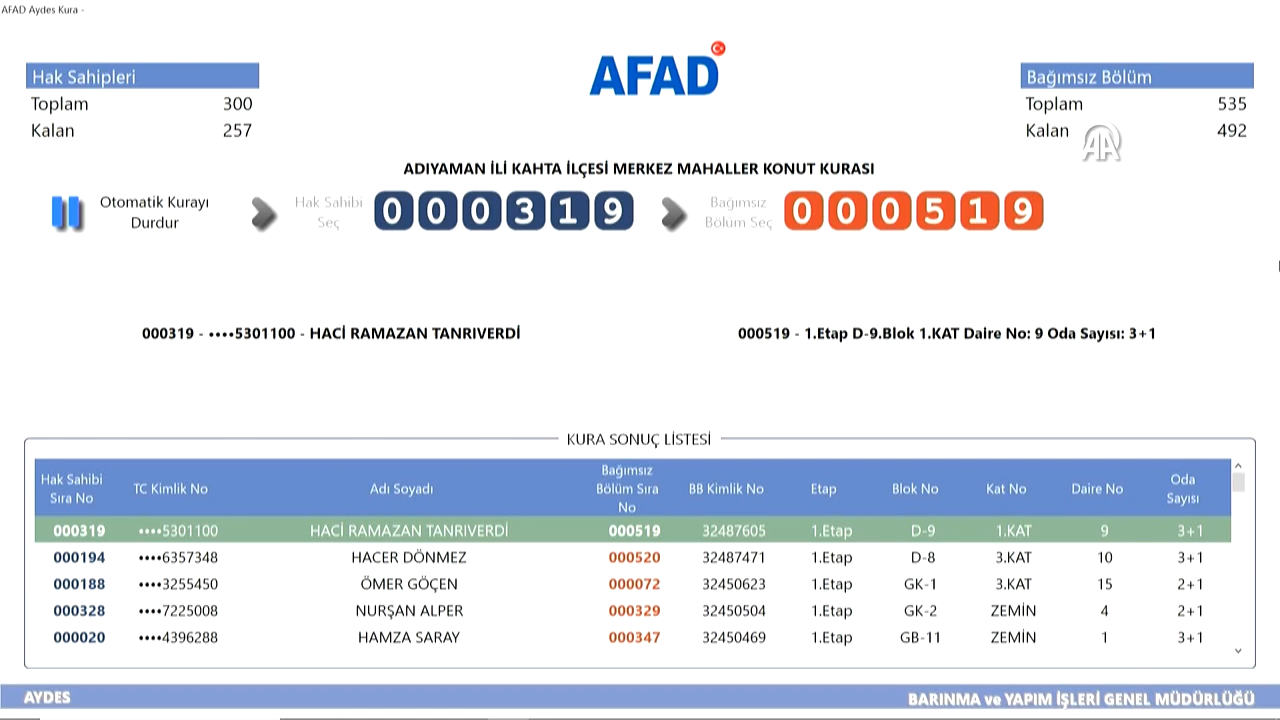 AFAD Aydes Kura -
AFAD
Hak Sahipleri
Toplam 300
Kalan 257
Bağımsız Bölüm
Toplam 535
Kalan 492
AA
ADIYAMAN İLİ KAHTA İLÇESİ MERKEZ MAHALLER KONUT KURASI
Otomatik Kurayı
Durdur
Hak Sahibi
Seç
000319
Bağımsız
Bölüm Seç
000519
000319 - ••••5301100 - HACİ RAMAZAN TANRIVERDİ
000519 - 1.Etap D-9.Blok 1.KAT Daire No: 9 Oda Sayısı: 3+1
KURA SONUÇ LİSTESİ
Hak Sahibi
Sıra No
TC Kimlik No
Adı Soyadı
Bağımsız
Bölüm Sıra
No
BB Kimlik No
Etap
Blok No
Kat No
Daire No
Oda
Sayısı
000319 ••••5301100 HACİ RAMAZAN TANRIVERDİ 000519 32487605 1.Etap D-9 1.KAT 9 3+1
000194 ••••6357348 HACER DÖNMEZ 000520 32487471 1.Etap D-8 3.KAT 10 3+1
000188 ••••3255450 ÖMER GÖÇEN 000072 32450623 1.Etap GK-1 3.KAT 15 2+1
000328 ••••7225008 NURŞAN ALPER 000329 32450504 1.Etap GK-2 ZEMİN 4 2+1
000020 ••••4396288 HAMZA SARAY 000347 32450469 1.Etap GB-11 ZEMİN 1 3+1
AYDES
BARINMA ve YAPIM İŞLERİ GENEL MÜDÜRLÜĞÜ